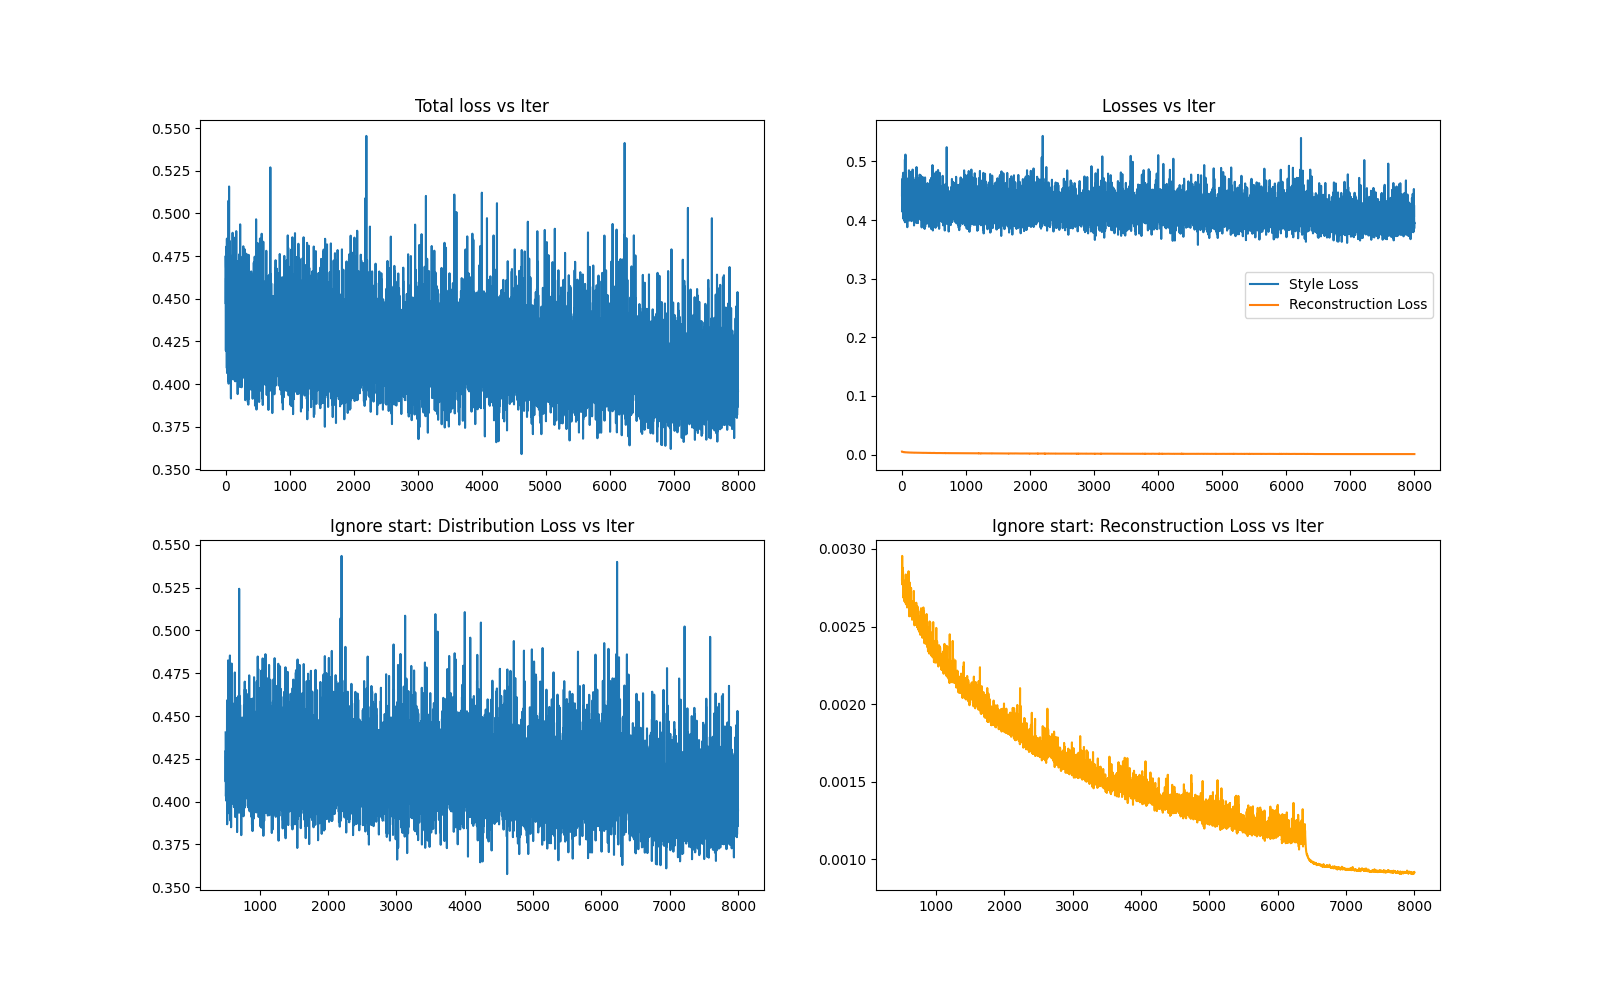 Total loss vs Iter
0.550
0.525
0.500
0.475
0.450
0.425
0.400
0.375
0.350
0 1000 2000 3000 4000 5000 6000 7000 8000
Losses vs Iter
0.5
0.4
0.3
0.2
0.1
0.0
Style Loss
Reconstruction Loss
0 1000 2000 3000 4000 5000 6000 7000 8000
Ignore start: Distribution Loss vs Iter
0.550
0.525
0.500
0.475
0.450
0.425
0.400
0.375
0.350
1000 2000 3000 4000 5000 6000 7000 8000
Ignore start: Reconstruction Loss vs Iter
0.0030
0.0025
0.0020
0.0015
0.0010
1000 2000 3000 4000 5000 6000 7000 8000